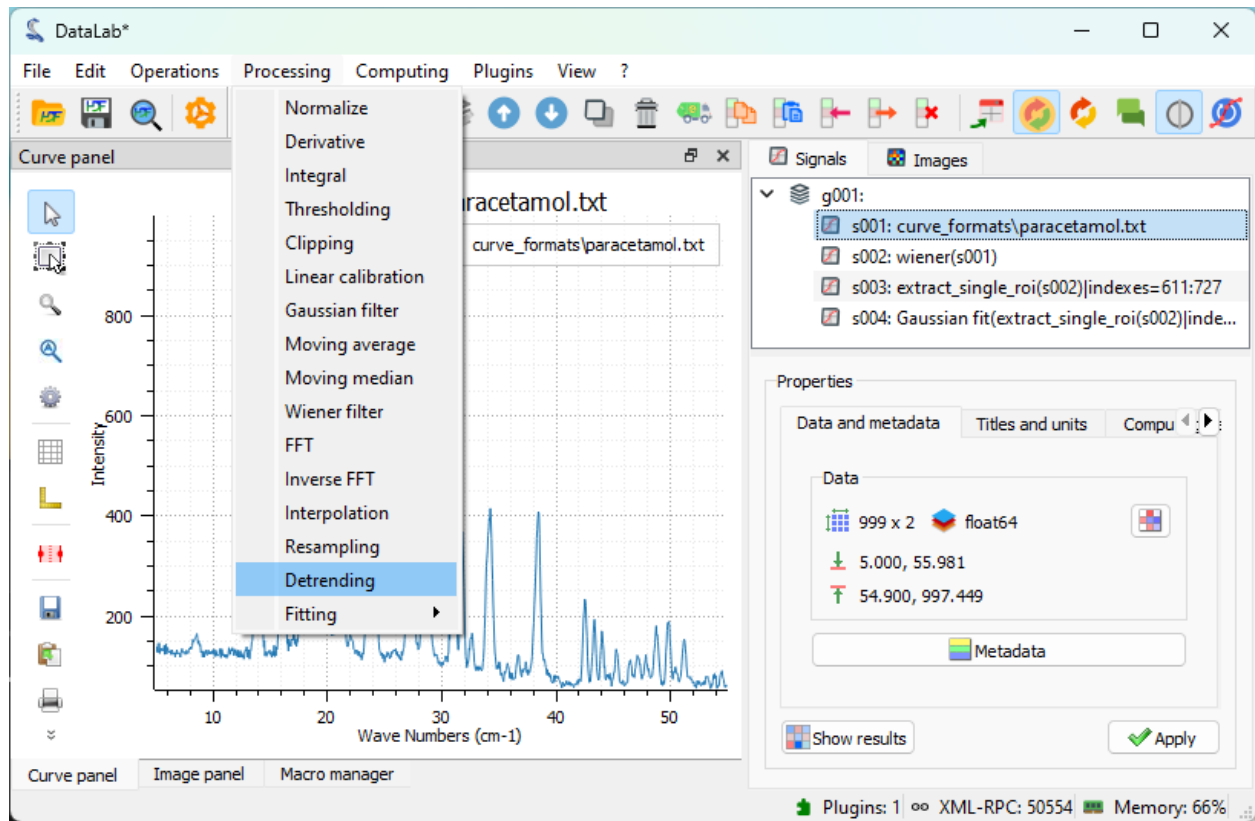 DataLab*
File Edit Operations Processing Computing Plugins View ?
Curve panel
Normalize
Derivative
Integral
Thresholding
Clipping
Linear calibration
Gaussian filter
Moving average
Moving median
Wiener filter
FFT
Inverse FFT
Interpolation
Resampling
Detrending
Fitting
racetamol.txt
curve_formats\paracetamol.txt
800
600
400
200
Intensity
10 20 30 40 50
Wave Numbers (cm-1)
Curve panel Image panel Macro manager
Signals Images
g001:
s001: curve_formats\paracetamol.txt
s002: wiener(s001)
s003: extract_single_roi(s002)|indexes=611:727
s004: Gaussian fit(extract_single_roi(s002)|inde...
Properties
Data and metadata Titles and units Compu
Data
999 x 2 float64
5.000, 55.981
54.900, 997.449
Metadata
Show results Apply
Plugins: 1 XML-RPC: 50554 Memory: 66%